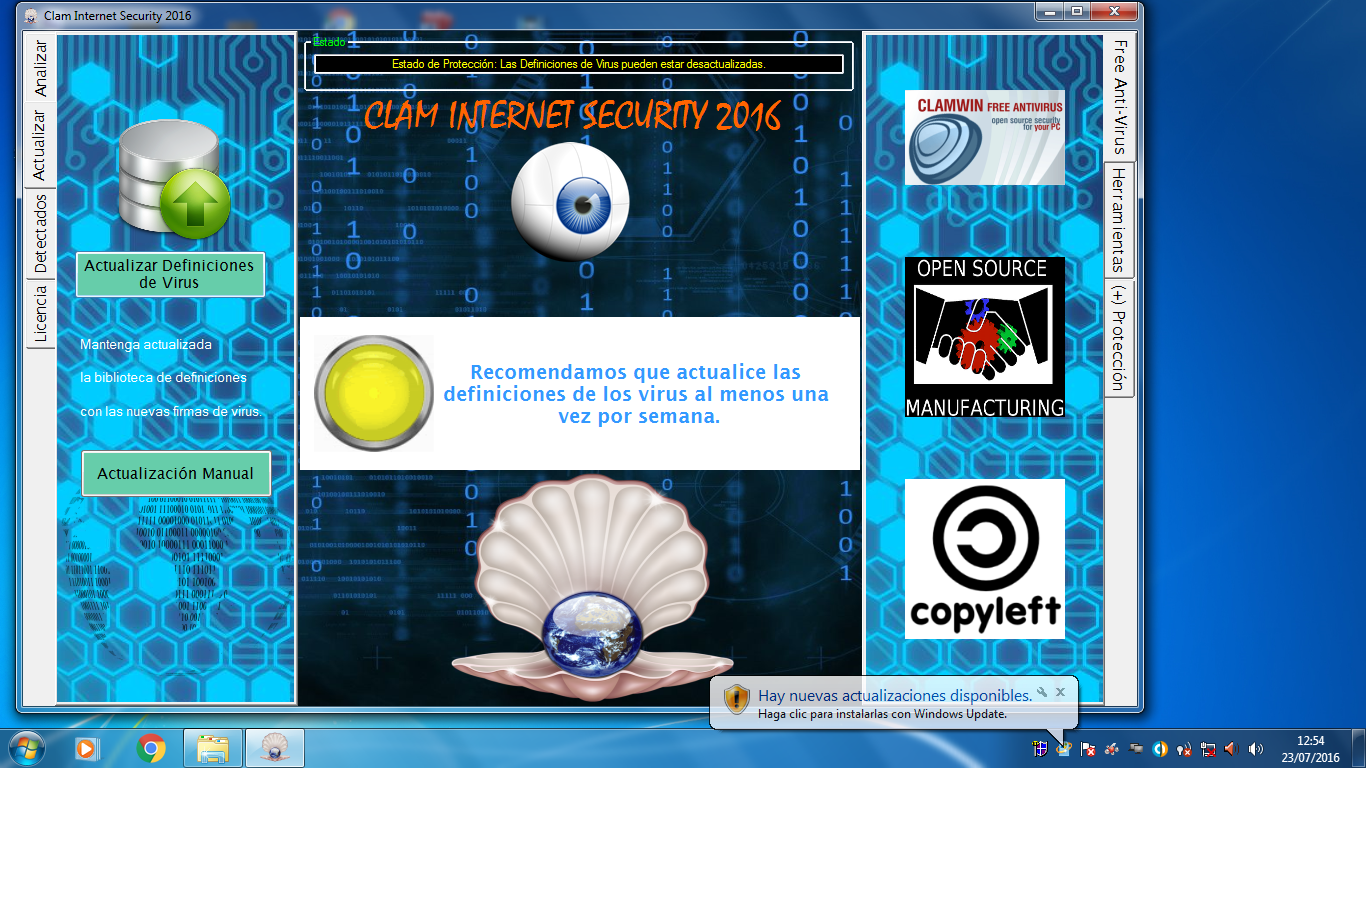 Clam Internet Security 2016
Analizar
Actualizar
Detectados
Licencia
Actualizar Definiciones
de Virus
Mantenga actualizada
la biblioteca de definiciones
con las nuevas firmas de virus.
Actualización Manual
Estado
Estado de Protección: Las Definiciones de Virus pueden estar desactualizadas.
CLAM INTERNET SECURITY 2016
Recomendamos que actualice las
definiciones de los virus al menos una
vez por semana.
CLAMWIN FREE ANTIVIRUS
open source security
for your PC
OPEN SOURCE
MANUFACTURING
copyleft
Free Anti-Virus
Herramientas
(+) Protección
Hay nuevas actualizaciones disponibles.
Haga clic para instalarlas con Windows Update.
12:54
23/07/2016